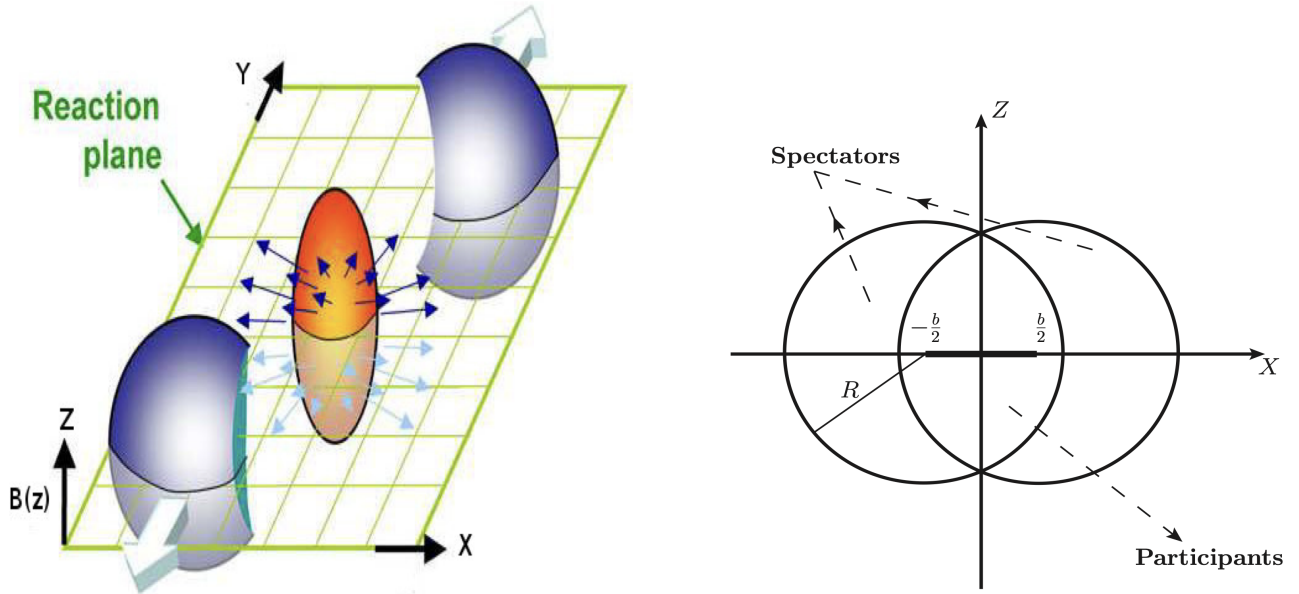 Y
Reaction
plane
Z
B(z)
X
Z
Spectators
-b/2
b/2
R
X
Participants